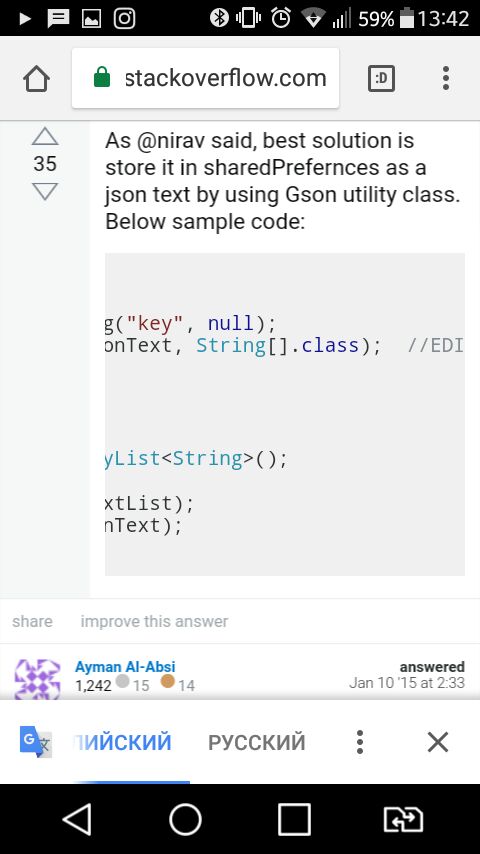 59% 13:42
stackoverflow.com
:D
35
As @nirav said, best solution is
store it in sharedPrefernces as a
json text by using Gson utility class.
Below sample code:
g("key", null);
onText, String[].class);  //EDI
yList<String>();
xtList);
nText);
share improve this answer
Ayman Al-Absi answered
1,242 15 14 Jan 10 '15 at 2:33
ЛИЙСКИЙ РУССКИЙ